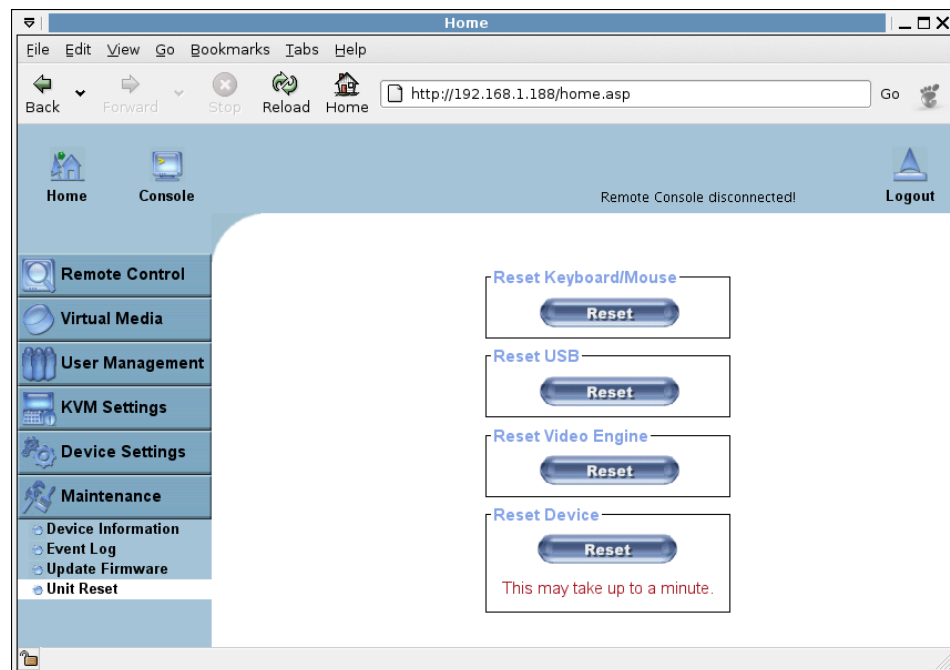 Home
File Edit View Go Bookmarks Tabs Help
Back Forward Stop Reload Home http://192.168.1.188/home.asp Go
Home Console Remote Console disconnected! Logout
Remote Control
Virtual Media
User Management
KVM Settings
Device Settings
Maintenance
Device Information
Event Log
Update Firmware
Unit Reset
Reset Keyboard/Mouse
Reset
Reset USB
Reset
Reset Video Engine
Reset
Reset Device
Reset
This may take up to a minute.